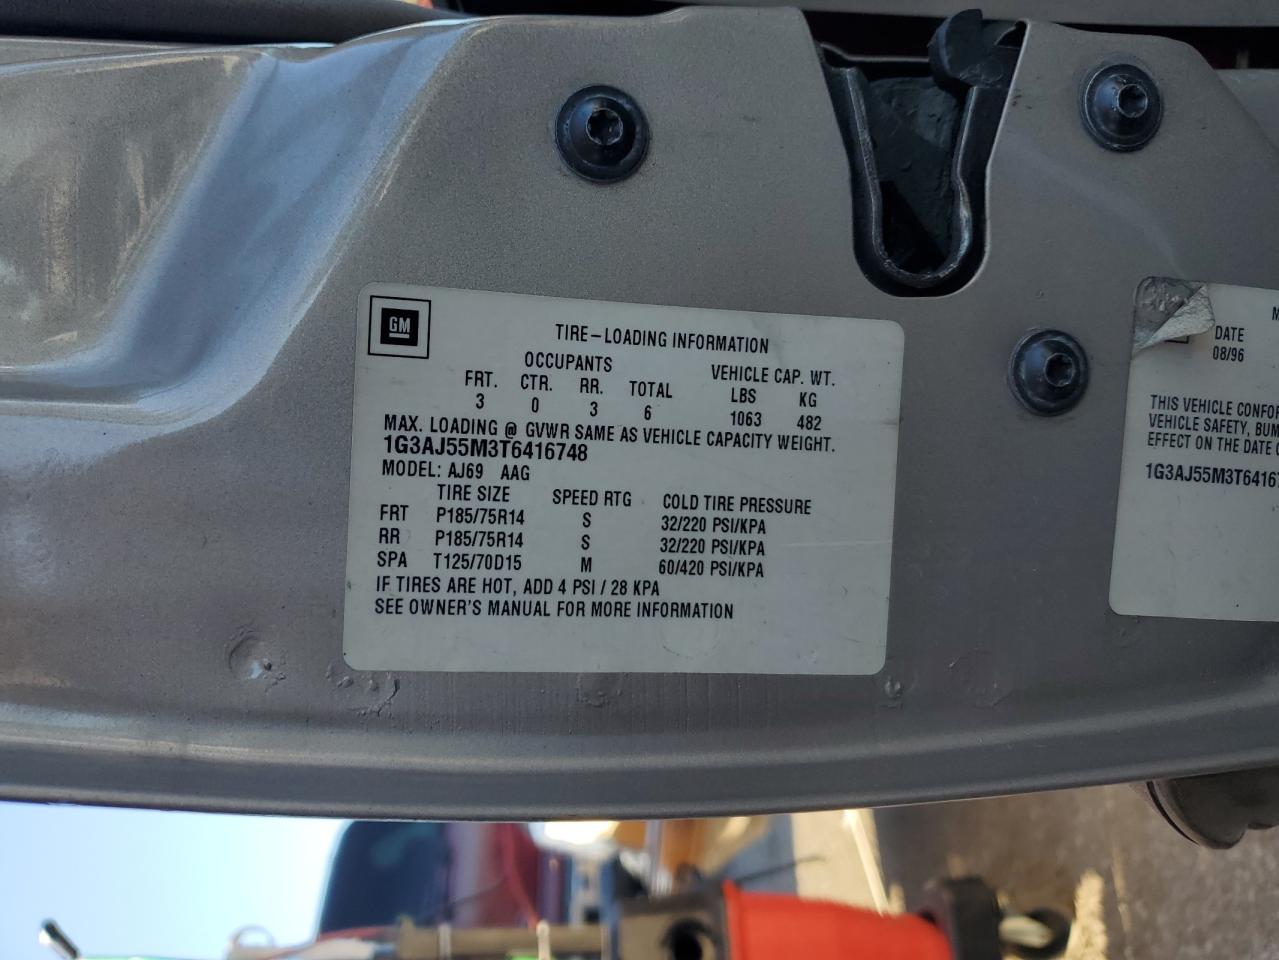 GM
TIRE-LOADING INFORMATION
OCCUPANTS VEHICLE CAP. WT.
FRT. CTR. RR. TOTAL LBS KG
3 0 3 6 1063 482
MAX. LOADING @ GVWR SAME AS VEHICLE CAPACITY WEIGHT.
1G3AJ55M3T6416748
MODEL: AJ69 AAG
TIRE SIZE SPEED RTG COLD TIRE PRESSURE
FRT P185/75R14 S 32/220 PSI/KPA
RR P185/75R14 S 32/220 PSI/KPA
SPA T125/70D15 M 60/420 PSI/KPA
IF TIRES ARE HOT, ADD 4 PSI / 28 KPA
SEE OWNER'S MANUAL FOR MORE INFORMATION
DATE
08/96
THIS VEHICLE CONFOR
VEHICLE SAFETY, BUM
EFFECT ON THE DATE
1G3AJ55M3T6416